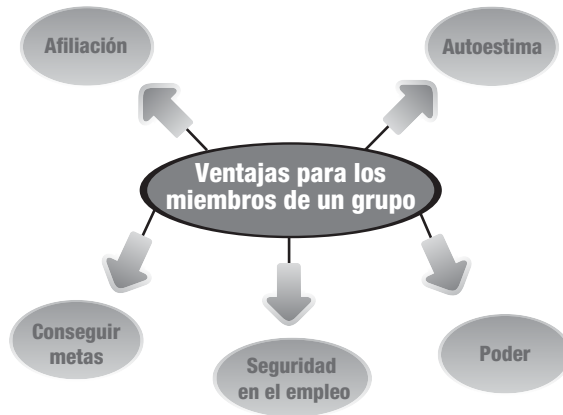 Afiliación
Autoestima
Ventajas para los
miembros de un grupo
Conseguir
metas
Seguridad
en el empleo
Poder